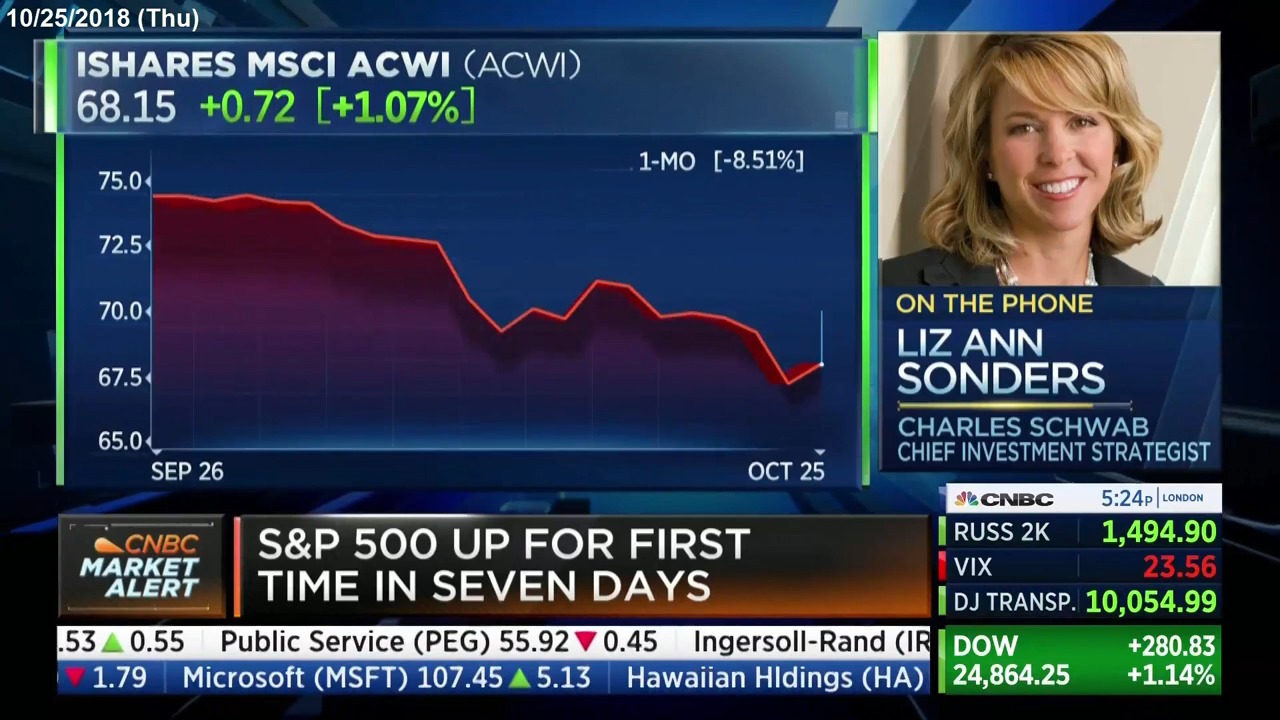 10/25/2018 (Thu)
ISHARES MSCI ACWI (ACWI)
68.15 +0.72 [+1.07%]
1-MO [-8.51%]
75.0
72.5
70.0
67.5
65.0
SEP 26 OCT 25
ON THE PHONE
LIZ ANN
SONDERS
CHARLES SCHWAB
CHIEF INVESTMENT STRATEGIST
CNBC
MARKET
ALERT
S&P 500 UP FOR FIRST
TIME IN SEVEN DAYS
CNBC 5:24P LONDON
RUSS 2K 1,494.90
VIX 23.56
DJ TRANSP. 10,054.99
DOW +280.83
24,864.25 +1.14%
.53 ▲ 0.55 Public Service (PEG) 55.92 ▼ 0.45 Ingersoll-Rand (IR
▼ 1.79 Microsoft (MSFT) 107.45 ▲ 5.13 Hawaiian Hldings (HA)